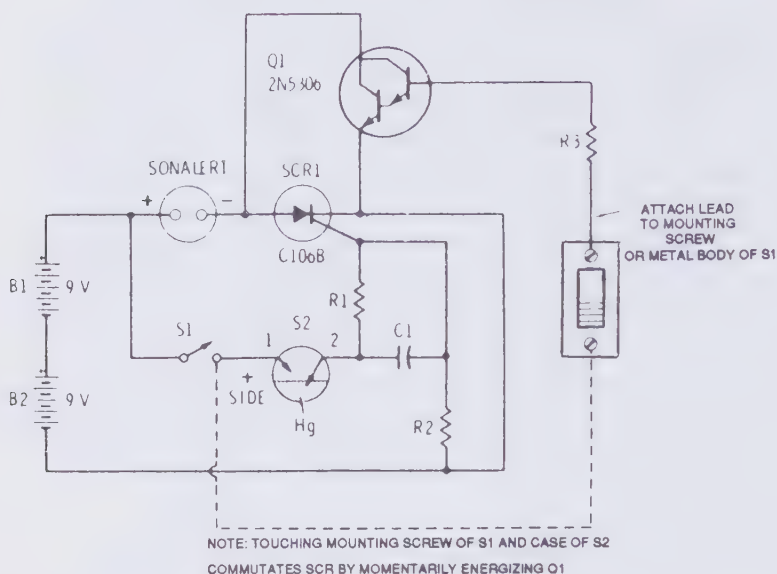 Q1
2N5306
R3
SONALER1
SCR1
+
-
C106B
ATTACH LEAD
TO MOUNTING
SCREW
OR METAL BODY OF S1
B1
9 V
R1
S1
S2
C1
1
2
+
SIDE
B2
9 V
Hg
R2
NOTE: TOUCHING MOUNTING SCREW OF S1 AND CASE OF S2
COMMUTATES SCR BY MOMENTARILY ENERGIZING Q1